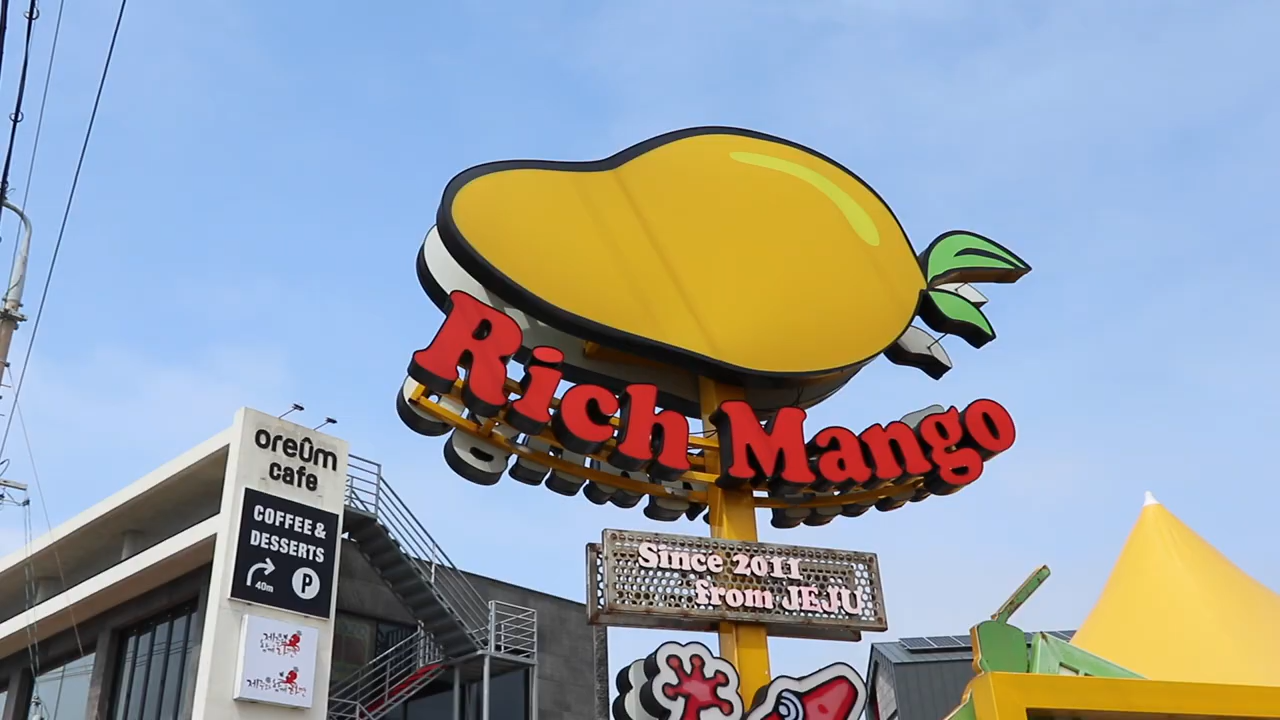 Rich Mango
Since 2011
from JEJU
oreûm
cafe
COFFEE &
DESSERTS
40m
P